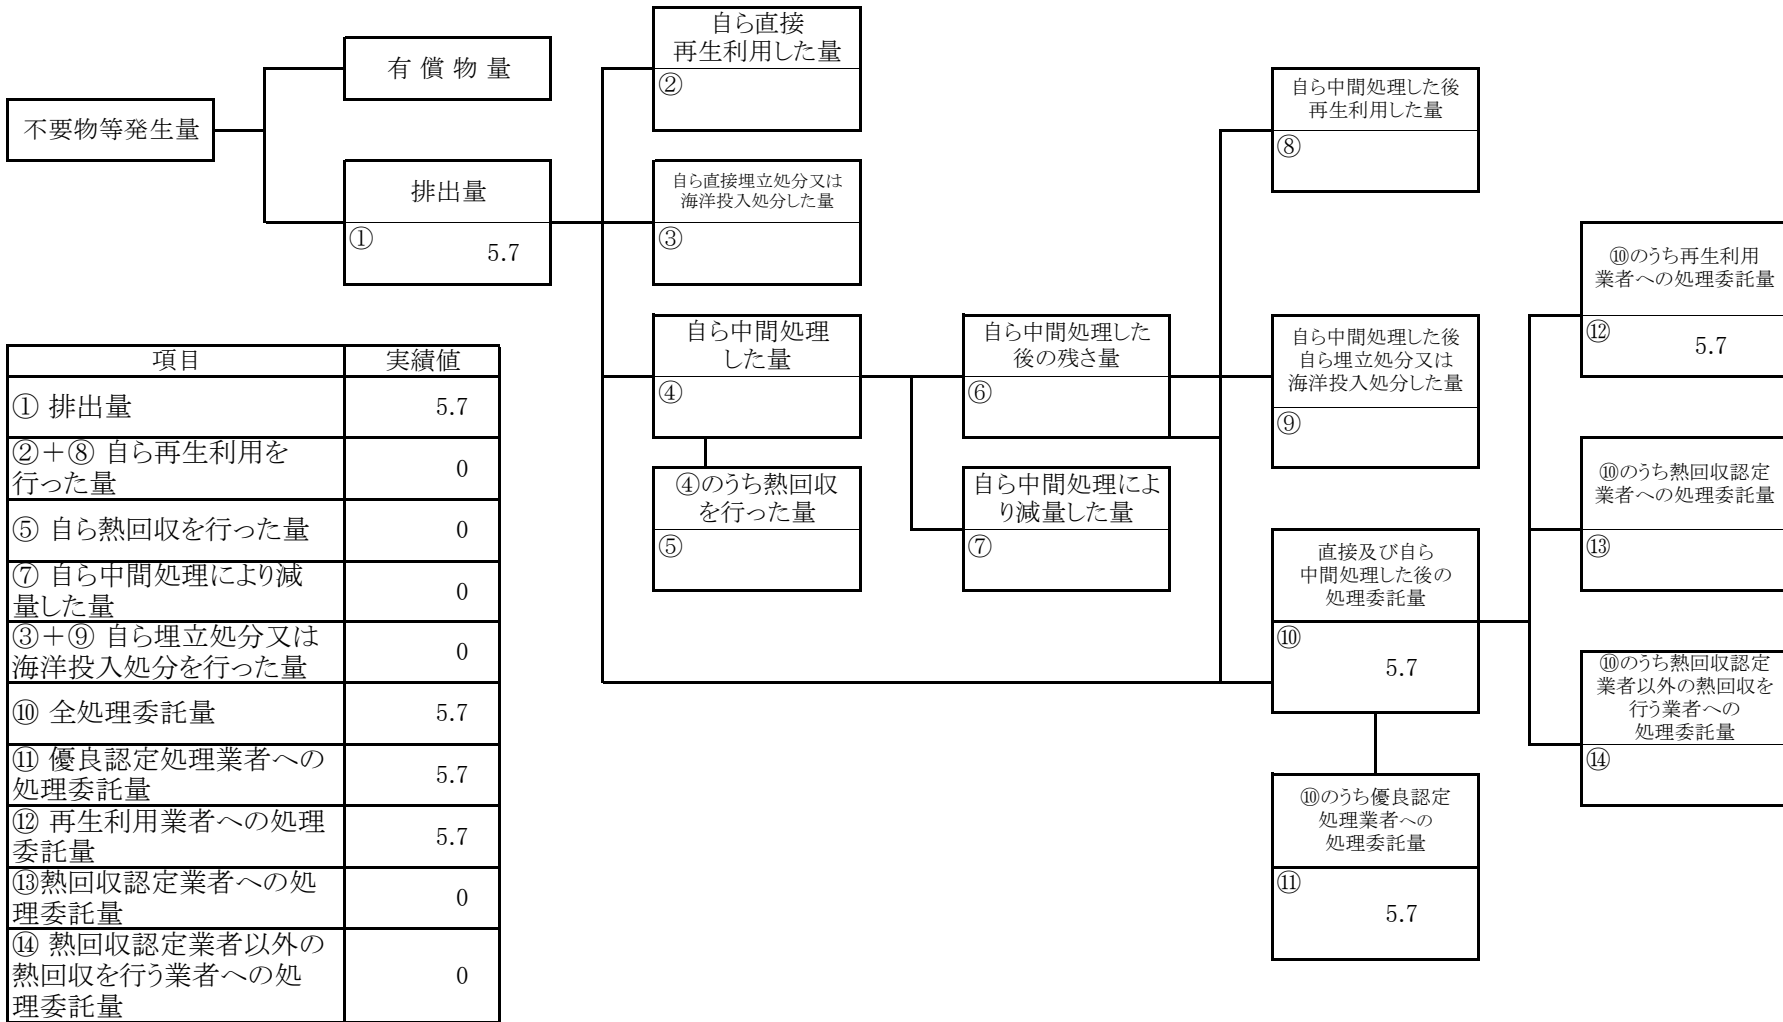 不要物等発生量
有 償 物 量
排出量
①
5.7
自ら直接
再生利用した量
②
自ら直接埋立処分又は
海洋投入処分した量
③
自ら中間処理
した量
④
④のうち熱回収
を行った量
⑤
自ら中間処理した
後の残さ量
⑥
自ら中間処理によ
り減量した量
⑦
自ら中間処理した後
再生利用した量
⑧
自ら中間処理した後
自ら埋立処分又は
海洋投入処分した量
⑨
直接及び自ら
中間処理した後の
処理委託量
⑩
5.7
⑩のうち優良認定
処理業者への
処理委託量
⑪
5.7
⑩のうち再生利用
業者への処理委託量
⑫
5.7
⑩のうち熱回収認定
業者への処理委託量
⑬
⑩のうち熱回収認定
業者以外の熱回収を
行う業者への
処理委託量
⑭
項目 実績値
① 排出量 5.7
②＋⑧ 自ら再生利用を
行った量 0
⑤ 自ら熱回収を行った量 0
⑦ 自ら中間処理により減
量した量 0
③＋⑨ 自ら埋立処分又は
海洋投入処分を行った量 0
⑩ 全処理委託量 5.7
⑪ 優良認定処理業者への
処理委託量 5.7
⑫ 再生利用業者への処理
委託量 5.7
⑬熱回収認定業者への処
理委託量 0
⑭ 熱回収認定業者以外の
熱回収を行う業者への処
理委託量 0